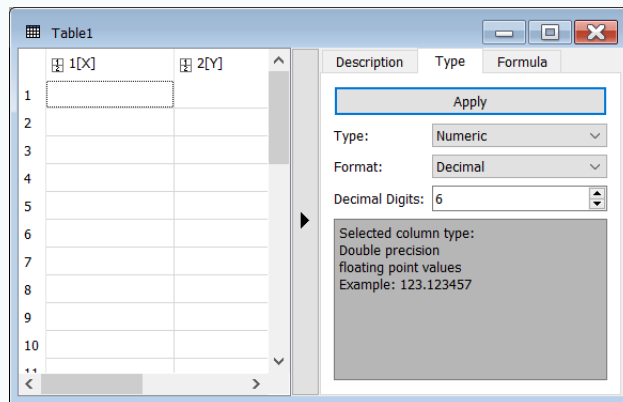 Table1
1[X] 2[Y]
1
2
3
4
5
6
7
8
9
10
11
Description Type Formula
Apply
Type: Numeric
Format: Decimal
Decimal Digits: 6
Selected column type:
Double precision
floating point values
Example: 123.123457